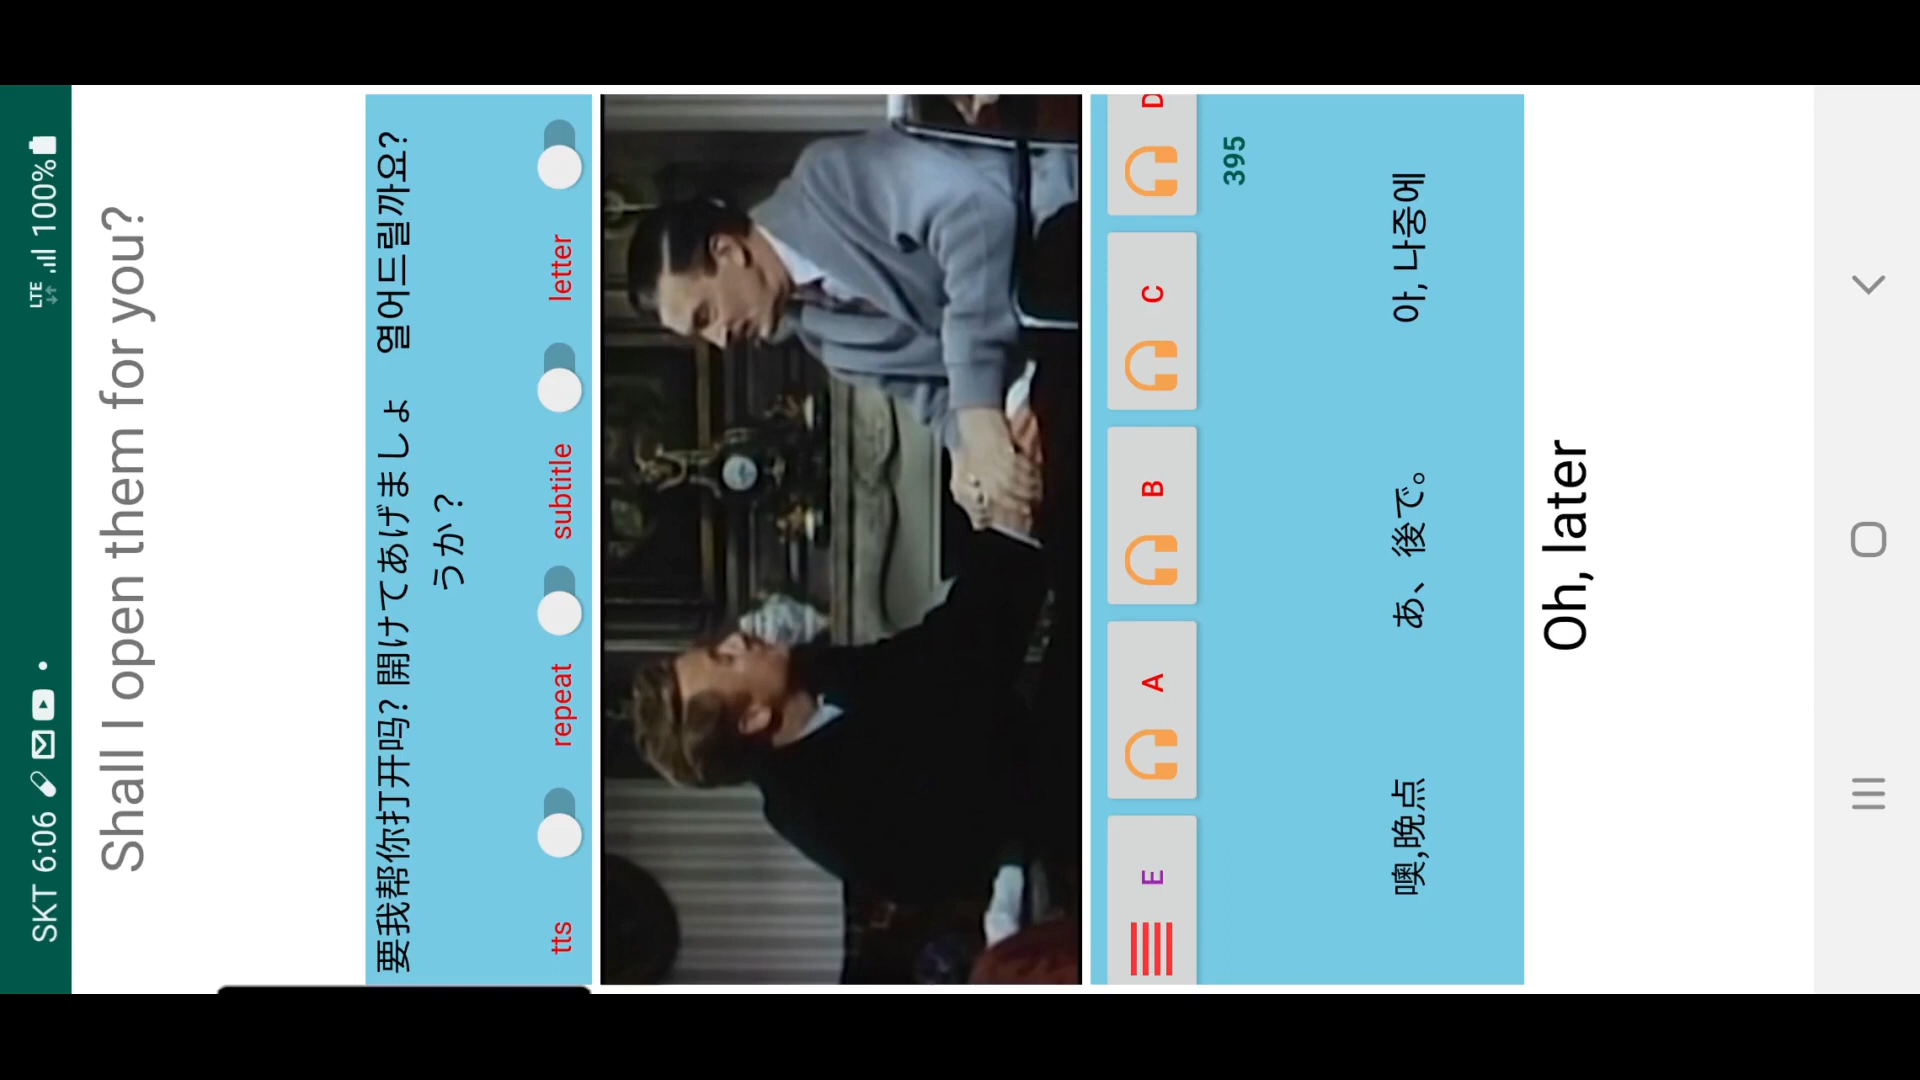 SKT 6:06 LTE 100%
Shall I open them for you?
要我帮你打开吗? 開けてあげましょ 열어드릴까요?
うか?
tts repeat subtitle letter
E A B C D
395
噢,晚点 あ、後で。 아, 나중에
Oh, later